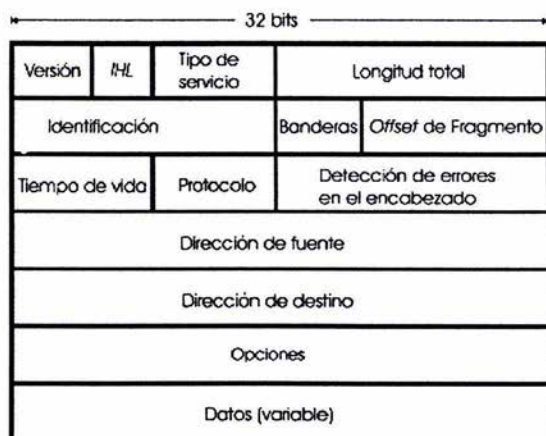 32 bits
Versión IHL Tipo de servicio Longitud total
Identificación Banderas Offset de Fragmento
Tiempo de vida Protocolo Detección de errores en el encabezado
Dirección de fuente
Dirección de destino
Opciones
Datos (variable)